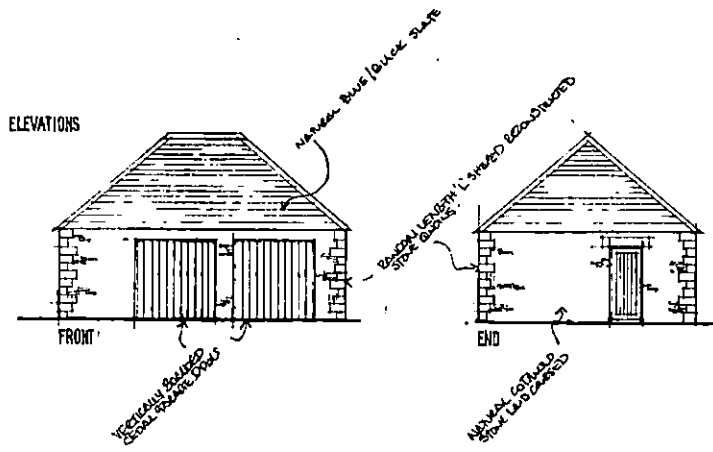 ELEVATIONS
NATURAL BLUE / BLACK SLATE
RANDOM LENGTH 'L' SHAPED RECONSTRUCTED
STONE QUOINS.
FRONT
END
VERTICALLY BOARDED
CEDAR GARAGE DOORS
NATURAL COTSWOLD
STONE LAID COURSED